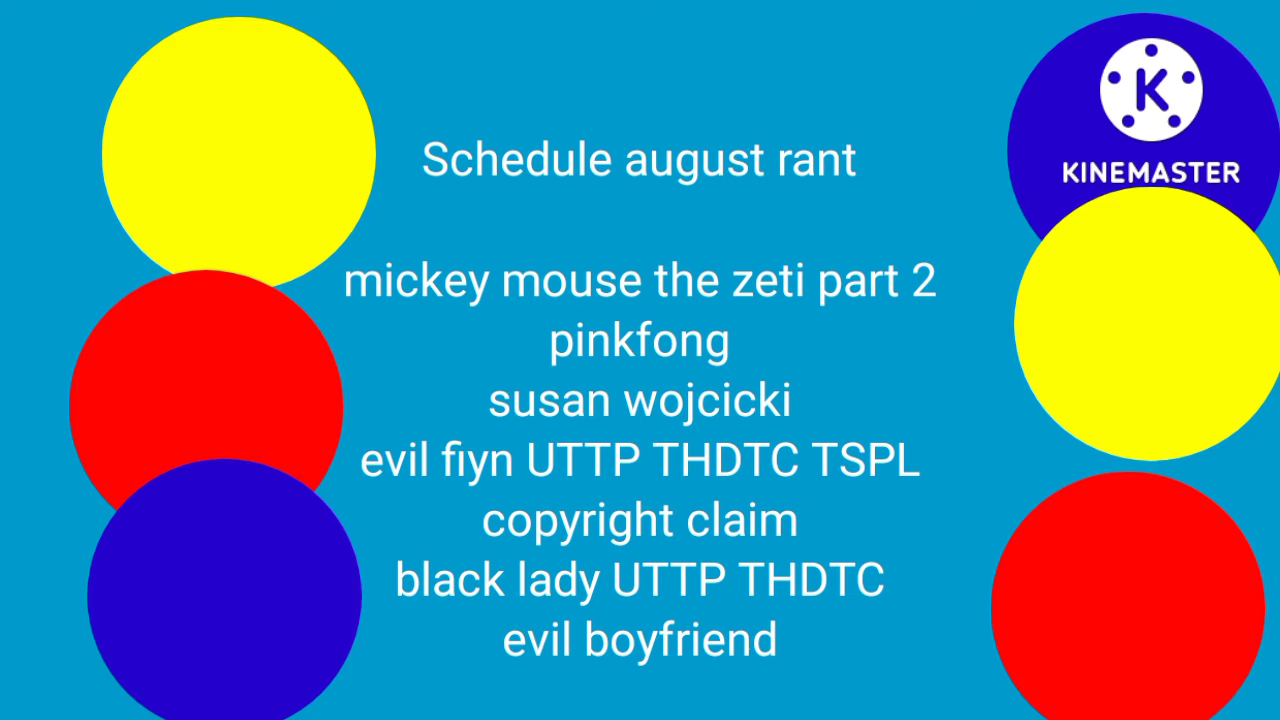 Schedule august rant
K
KINEMASTER
mickey mouse the zeti part 2
pinkfong
susan wojcicki
evil fiyn UTTP THDTC TSPL
copyright claim
black lady UTTP THDTC
evil boyfriend